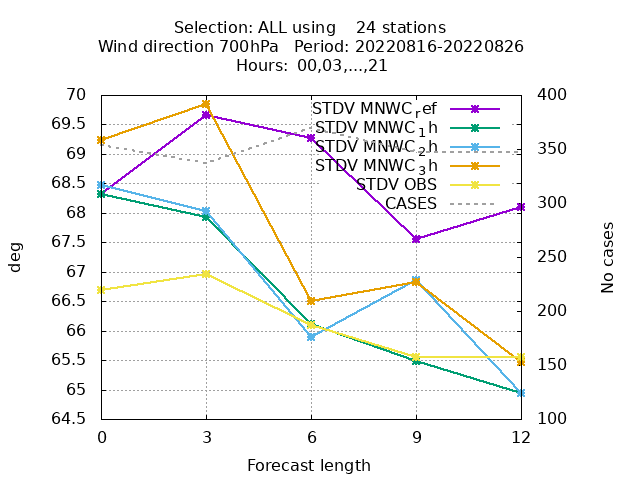 Selection: ALL using 24 stations
Wind direction 700hPa Period: 20220816-20220826
Hours: 00,03,...,21
70 400
69.5
69 350
68.5
68 300
67.5
67 250
66.5
66 200
65.5
65 150
64.5 100
STDV MNWC_ref
STDV MNWC_1h
STDV MNWC_2h
STDV MNWC_3h
STDV OBS
CASES
deg
No cases
0 3 6 9 12
Forecast length